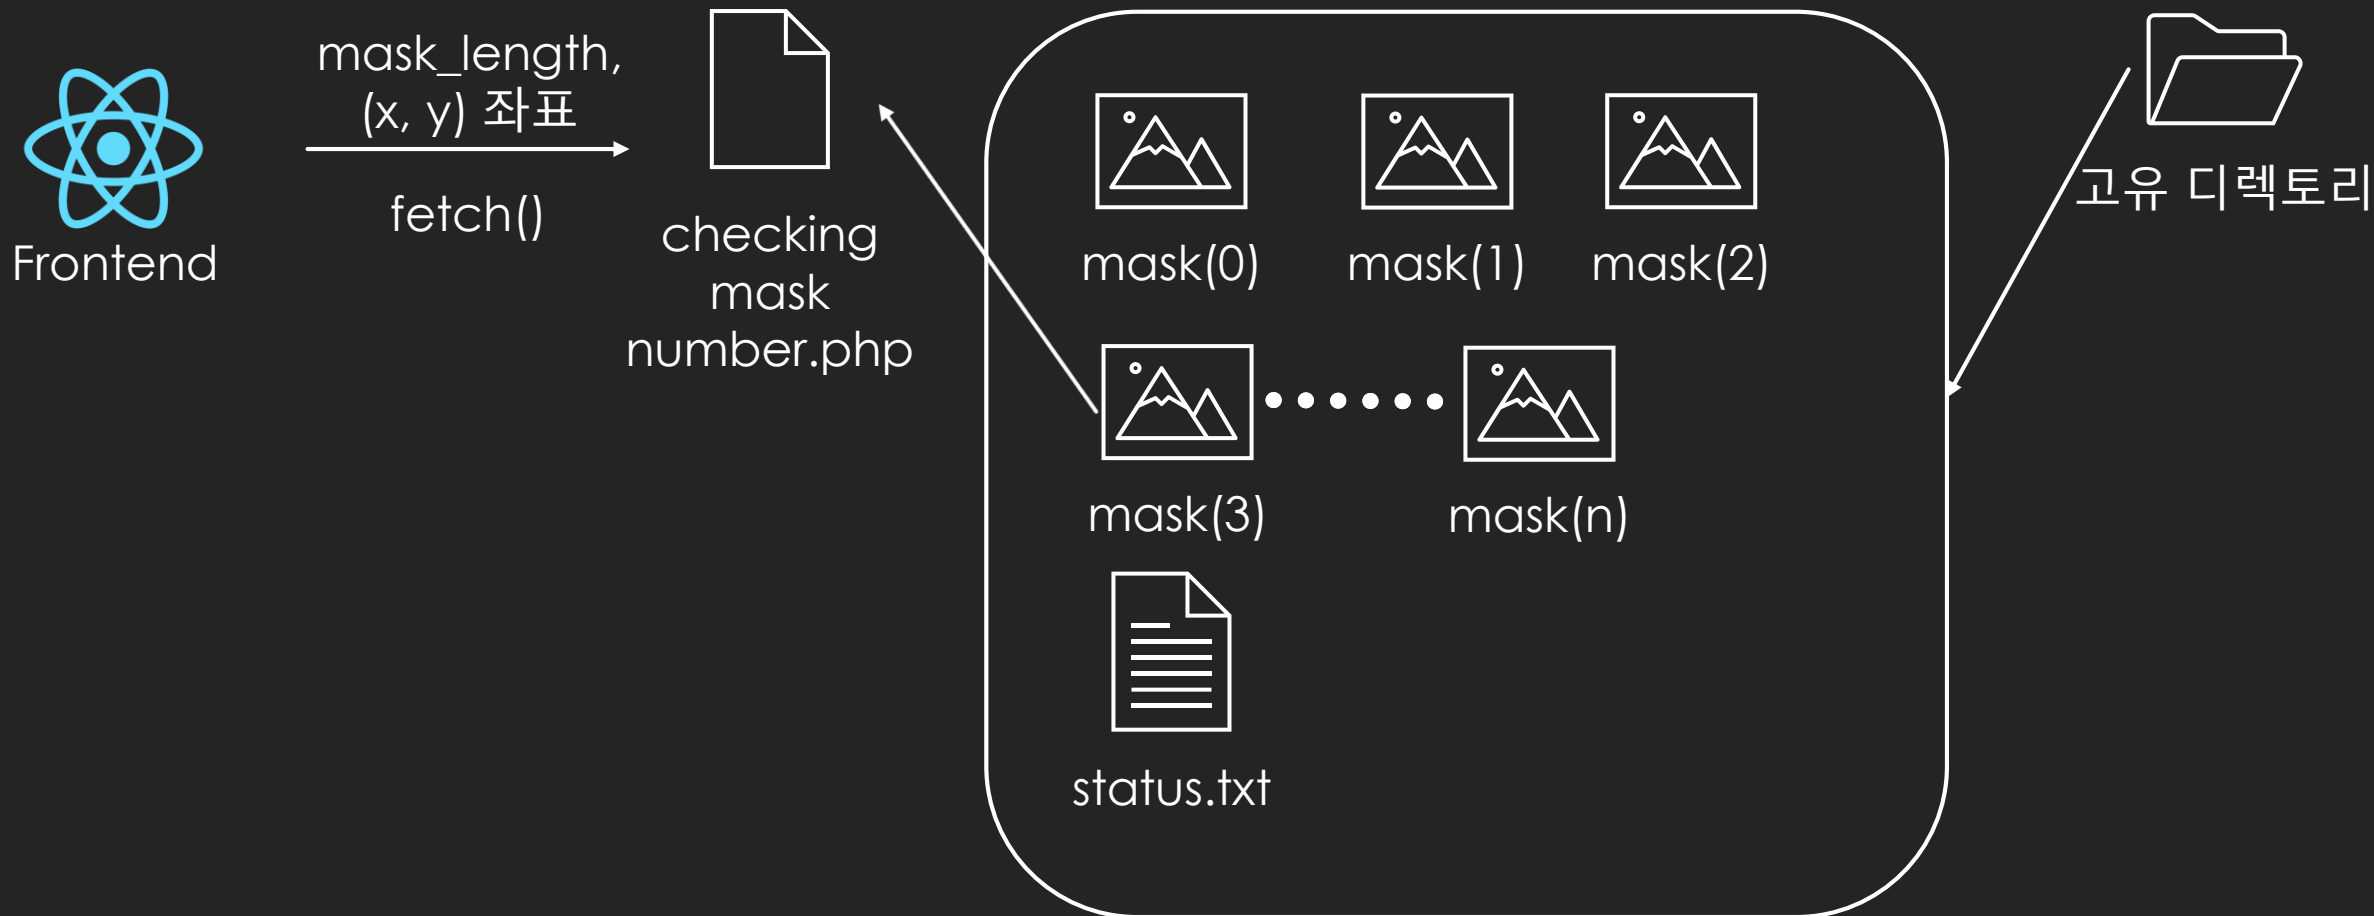 Frontend
mask_length,
(x, y) 좌표
fetch()
checking
mask
number.php
mask(0)
mask(1)
mask(2)
mask(3)
mask(n)
status.txt
고유 디렉토리